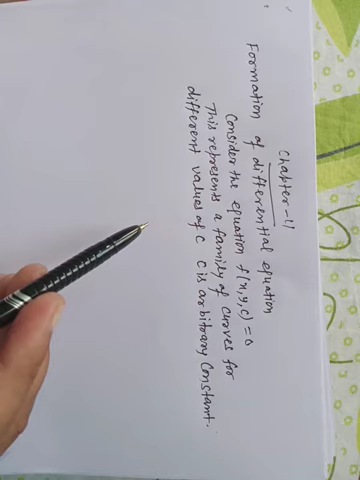 Chapter-11
Formation of differential equation
Consider the equation f(x,y,c)=0
This represents a family of curves for
different values of c c is arbitrary constant.